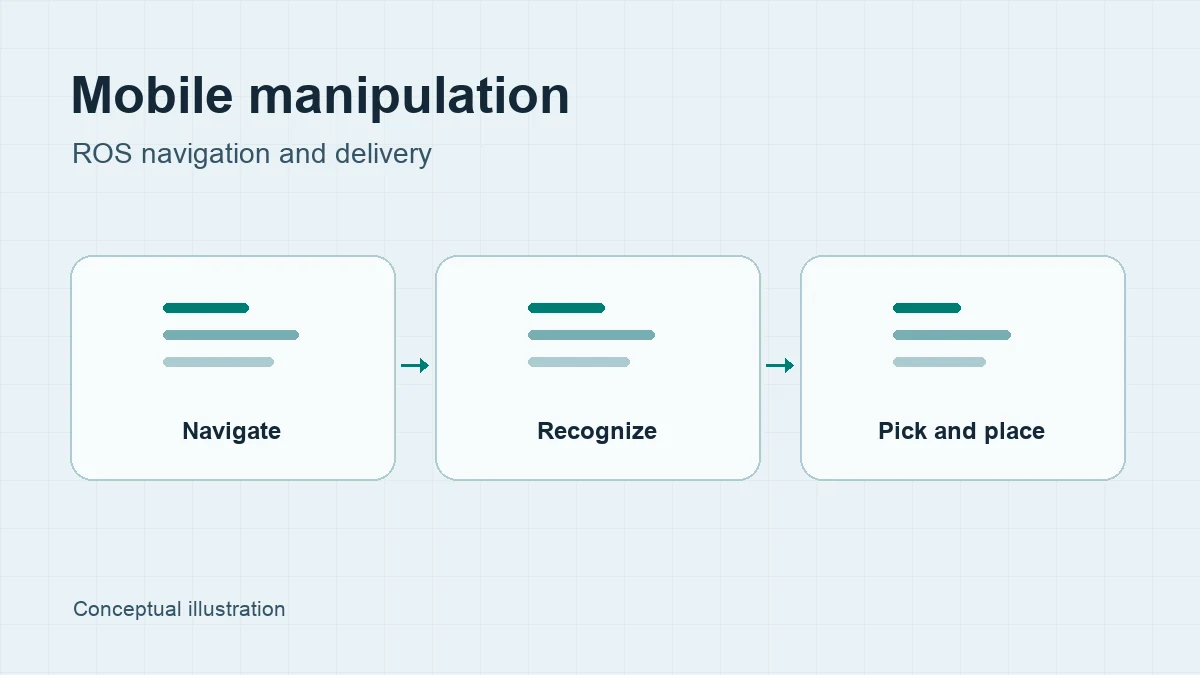 Mobile manipulation
ROS navigation and delivery
Navigate
Recognize
Pick and place
Conceptual illustration